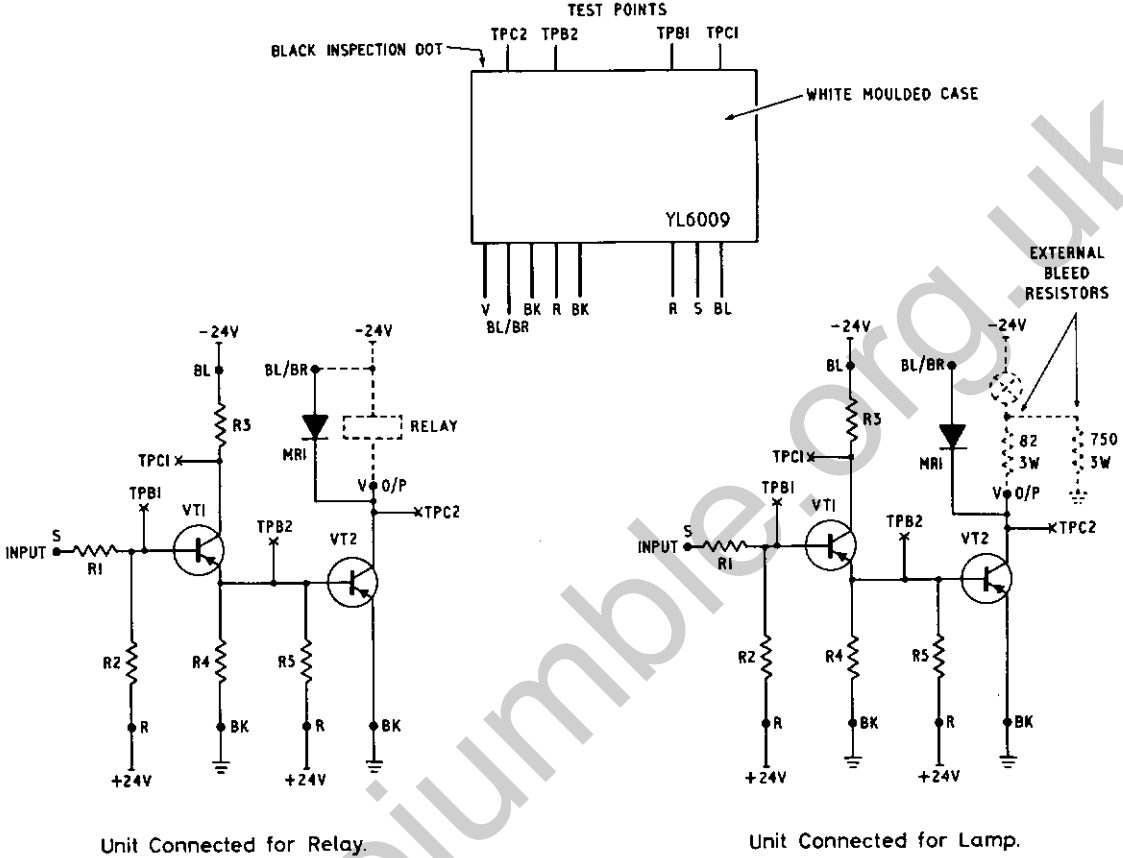 TEST POINTS
TPC2 TPB2 TPB1 TPC1
BLACK INSPECTION DOT
WHITE MOULDED CASE
YL6009
V BL/BR BK R BK R S BL
-24V
BL
R3
TPC1
TPB1
VT1
INPUT S
R1
R2
R
+24V
TPB2
R4
BK
R5
R
+24V
-24V
BL/BR
MR1
RELAY
V O/P
TPC2
VT2
BK
Unit Connected for Relay.
EXTERNAL
BLEED
RESISTORS
-24V
BL
R3
TPC1
TPB1
VT1
INPUT S
R1
R2
R
+24V
TPB2
R4
R5
R
+24V
-24V
BL/BR
MR1
82
3W
750
3W
V O/P
TPC2
VT2
BK
Unit Connected for Lamp.
niumble.org.uk